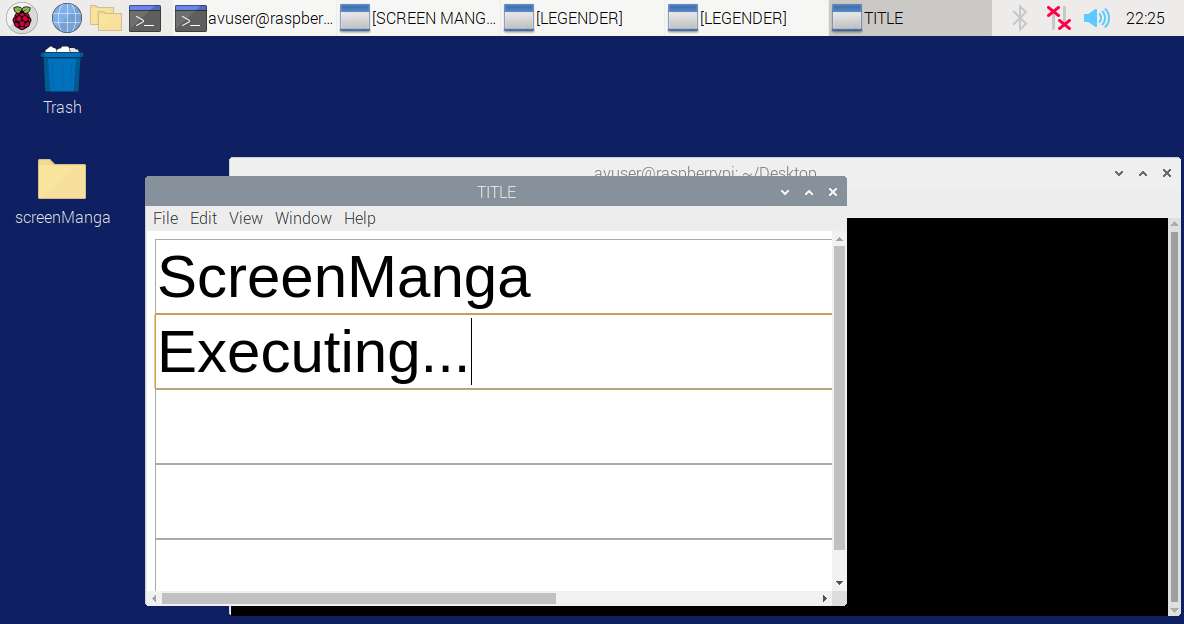 avuser@raspber...
[SCREEN MANG...
[LEGENDER]
[LEGENDER]
TITLE
22:25
Trash
screenManga
avuser@raspberrypi: ~/Desktop
TITLE
File Edit View Window Help
ScreenManga
Executing...